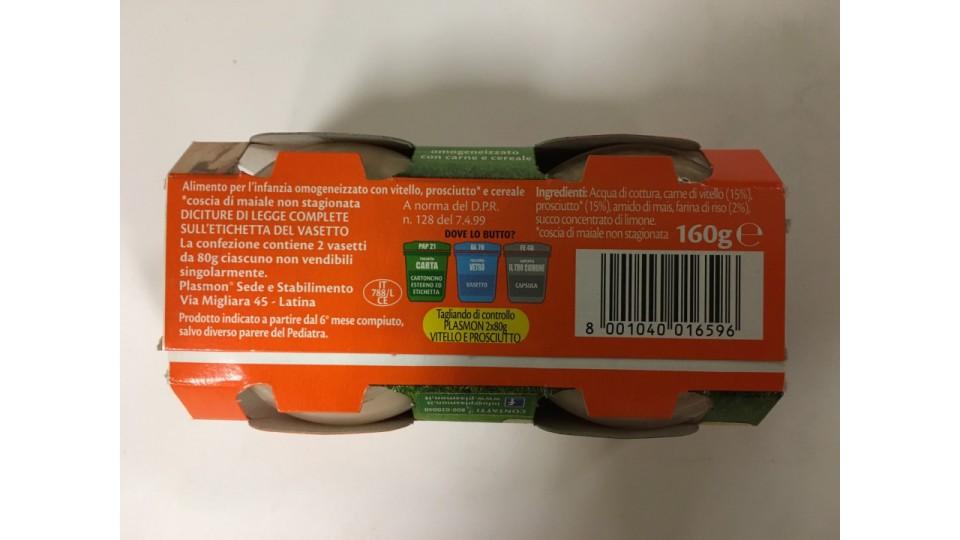 omogeneizzato
con carne e cereale
Alimento per l'infanzia omogeneizzato con vitello, prosciutto* e cereale
*coscia di maiale non stagionata
DICITURE DI LEGGE COMPLETE
SULL'ETICHETTA DEL VASETTO
La confezione contiene 2 vasetti
da 80g ciascuno non vendibili
singolarmente.
Plasmon® Sede e Stabilimento
Via Migliara 45 - Latina
Prodotto indicato a partire dal 6° mese compiuto,
salvo diverso parere del Pediatra.
IT
788/L
CE
A norma del D.P.R.
n. 128 del 7.4.99
DOVE LO BUTTO?
PAP 21
CARTA
CARTONCINO
ESTERNO ED
ETICHETTA
GL 70
VETRO
VASETTO
FE 40
CAPSULA
Tagliando di controllo
PLASMON 2x80g
VITELLO E PROSCIUTTO
Ingredienti: Acqua di cottura, carne di vitello (15%),
prosciutto* (15%), amido di mais, farina di riso (2%),
succo concentrato di limone.
*coscia di maiale non stagionata
160g e
8 001040 016596
CONTATTI
www.plasmon.it